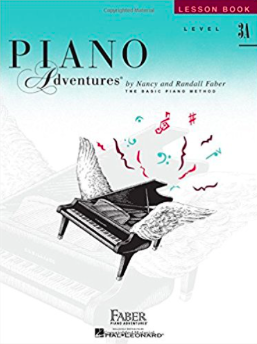 LESSON BOOK
LEVEL 3A
PIANO
Adventures®
by Nancy and Randall Faber
THE BASIC PIANO METHOD
FABER
PIANO ADVENTURES®
HAL•LEONARD®